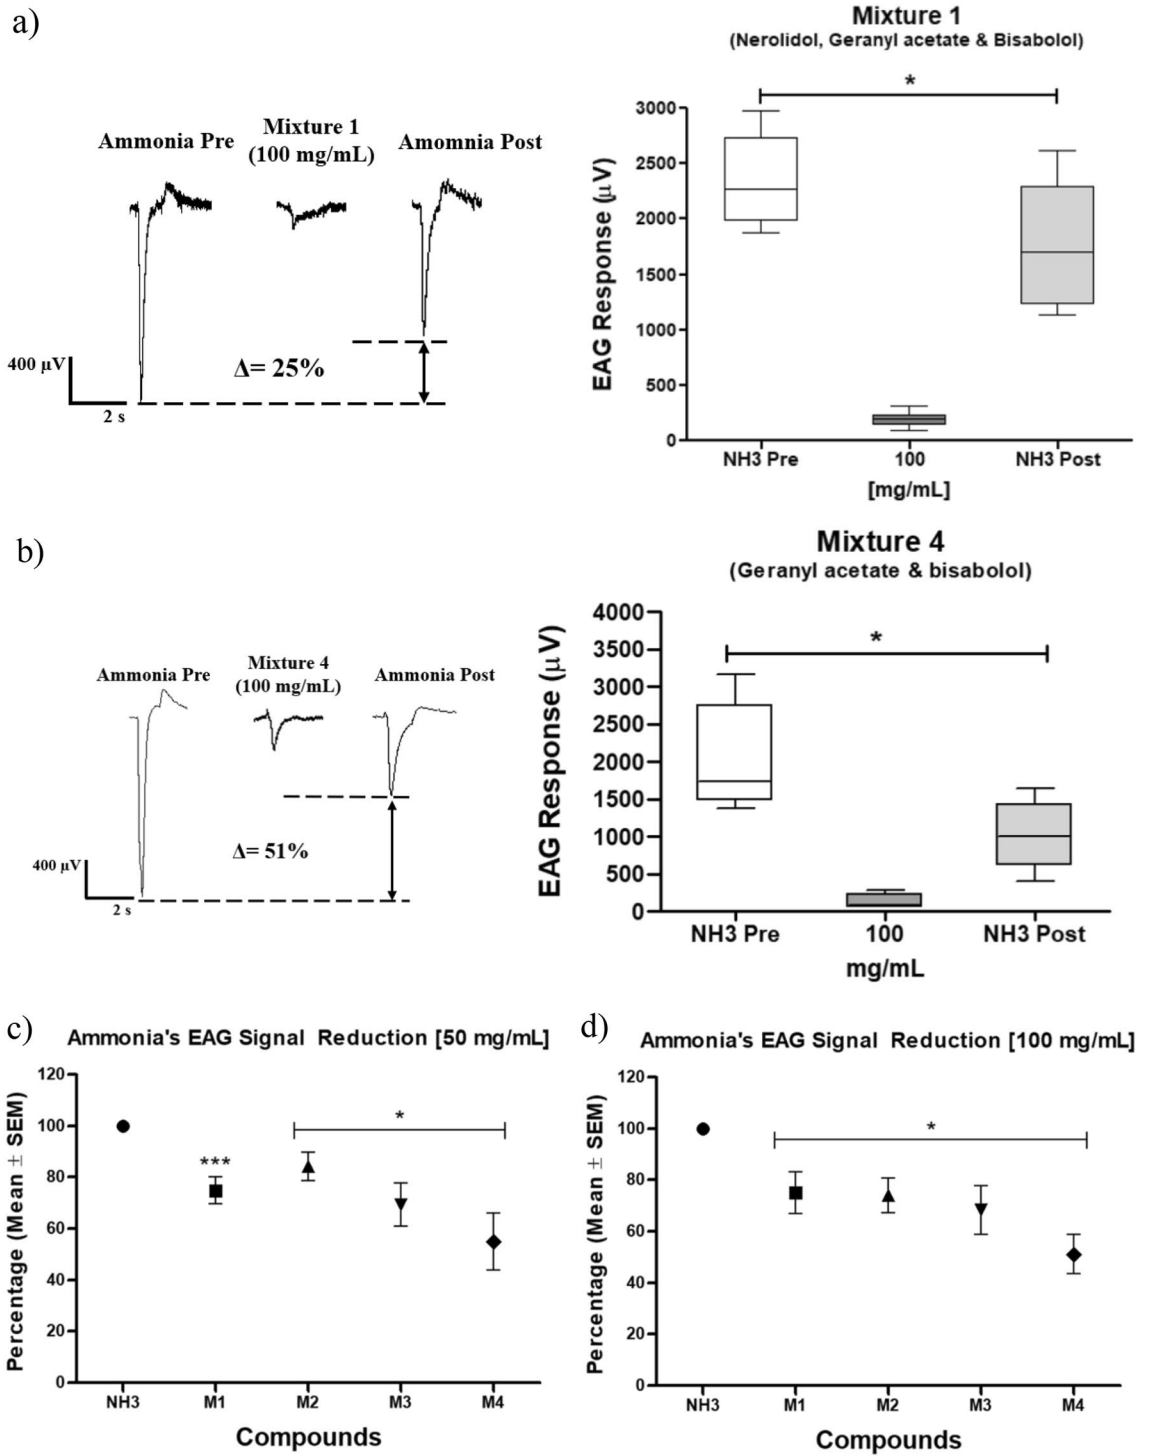 a)
Ammonia Pre
Mixture 1
(100 mg/mL)
Amomnia Post
400 µV
2 s
Δ= 25%
Mixture 1
(Nerolidol, Geranyl acetate & Bisabolol)
*
EAG Response (µV)
3000
2500
2000
1500
1000
500
0
NH3 Pre
100
NH3 Post
[mg/mL]
b)
Ammonia Pre
Mixture 4
(100 mg/mL)
Ammonia Post
400 µV
2 s
Δ= 51%
Mixture 4
(Geranyl acetate & bisabolol)
*
EAG Response (µV)
4000
3500
3000
2500
2000
1500
1000
500
0
NH3 Pre
100
NH3 Post
mg/mL
c)
Ammonia's EAG Signal Reduction [50 mg/mL]
Percentage (Mean ± SEM)
120
100
80
60
40
20
0
***
*
NH3
M1
M2
M3
M4
Compounds
d)
Ammonia's EAG Signal Reduction [100 mg/mL]
Percentage (Mean ± SEM)
120
100
80
60
40
20
0
*
NH3
M1
M2
M3
M4
Compounds